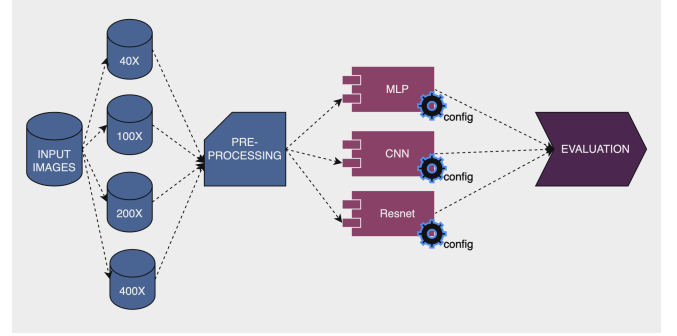 40X
100X
200X
400X
INPUT
IMAGES
PRE-
PROCESSING
MLP
config
CNN
config
Resnet
config
EVALUATION